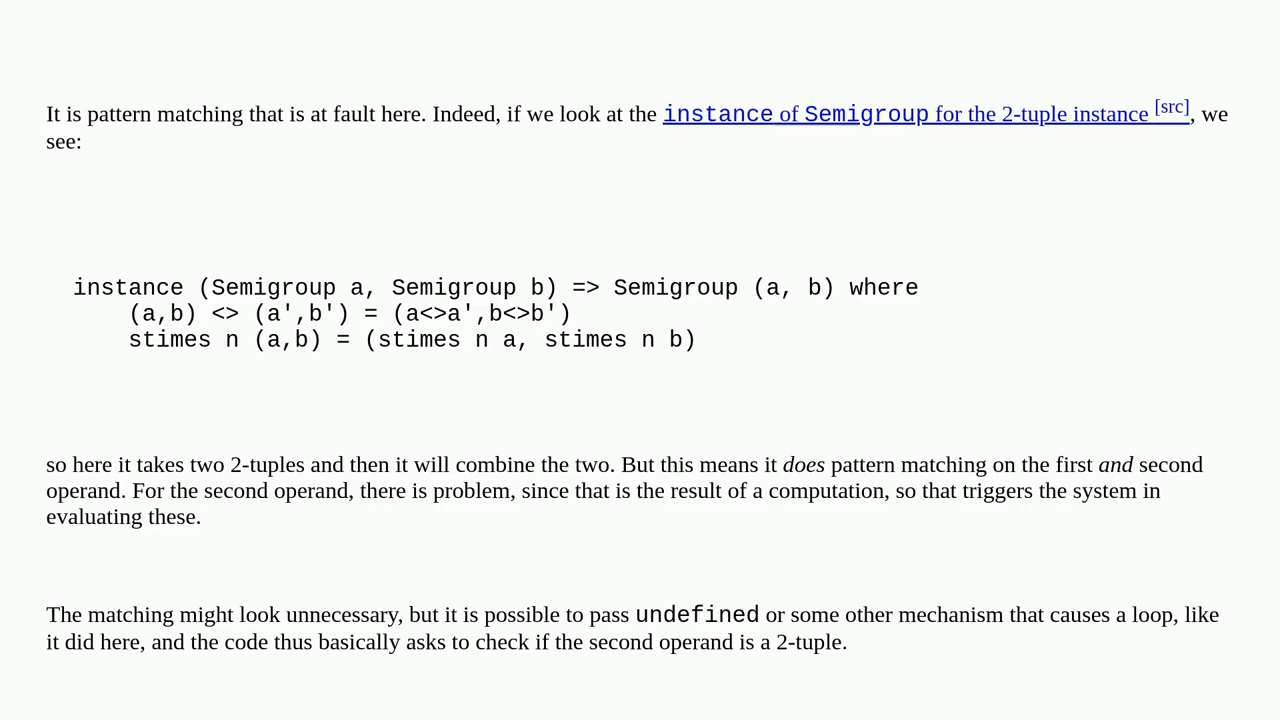 It is pattern matching that is at fault here. Indeed, if we look at the instance of Semigroup for the 2-tuple instance [src], we
see:
instance (Semigroup a, Semigroup b) => Semigroup (a, b) where
    (a,b) <> (a',b') = (a<>a',b<>b')
    stimes n (a,b) = (stimes n a, stimes n b)
so here it takes two 2-tuples and then it will combine the two. But this means it does pattern matching on the first and second
operand. For the second operand, there is problem, since that is the result of a computation, so that triggers the system in
evaluating these.
The matching might look unnecessary, but it is possible to pass undefined or some other mechanism that causes a loop, like
it did here, and the code thus basically asks to check if the second operand is a 2-tuple.